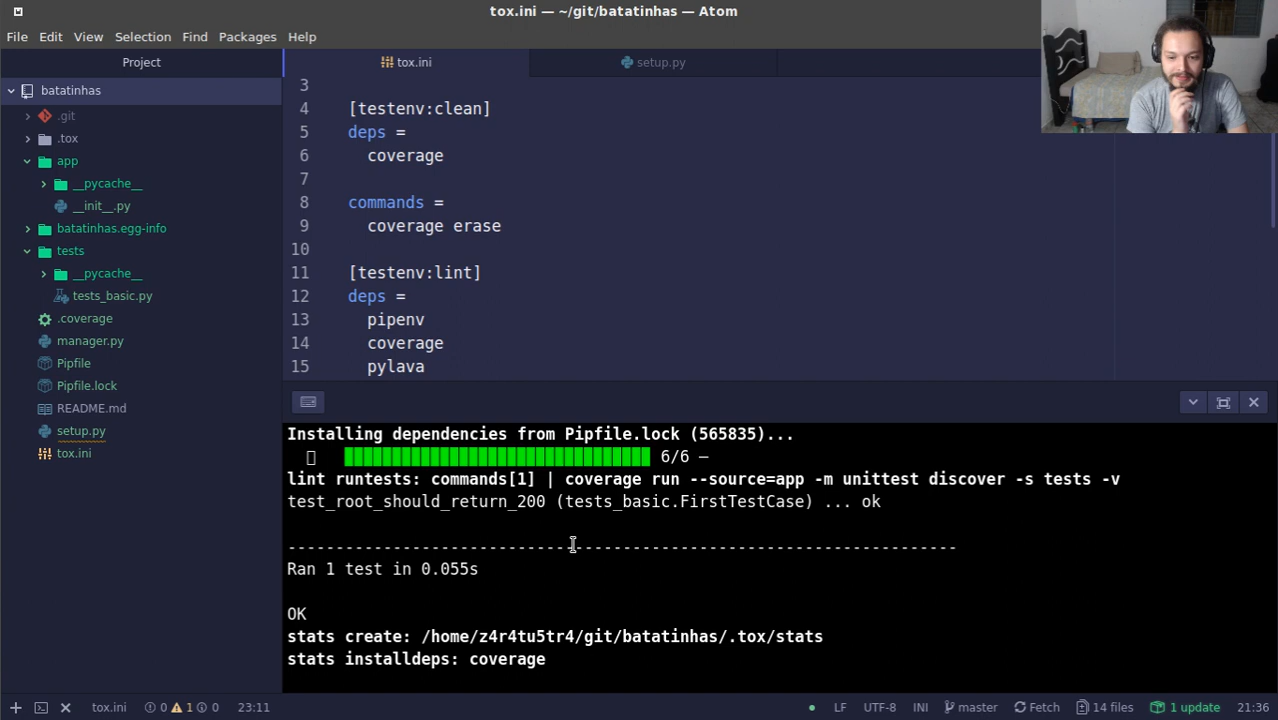 tox.ini — ~/git/batatinhas — Atom
File Edit View Selection Find Packages Help
Project
batatinhas
.git
.tox
app
__pycache__
__init__.py
batatinhas.egg-info
tests
__pycache__
tests_basic.py
.coverage
manager.py
Pipfile
Pipfile.lock
README.md
setup.py
tox.ini
tox.ini setup.py
3
4 [testenv:clean]
5 deps =
6 coverage
7
8 commands =
9 coverage erase
10
11 [testenv:lint]
12 deps =
13 pipenv
14 coverage
15 pylava
Installing dependencies from Pipfile.lock (565835)...
6/6 —
lint runtests: commands[1] | coverage run --source=app -m unittest discover -s tests -v
test_root_should_return_200 (tests_basic.FirstTestCase) ... ok
----------------------------------------------------------------------
Ran 1 test in 0.055s
OK
stats create: /home/z4r4tu5tr4/git/batatinhas/.tox/stats
stats installdeps: coverage
tox.ini 0 1 0 23:11 LF UTF-8 INI master Fetch 14 files 1 update 21:36